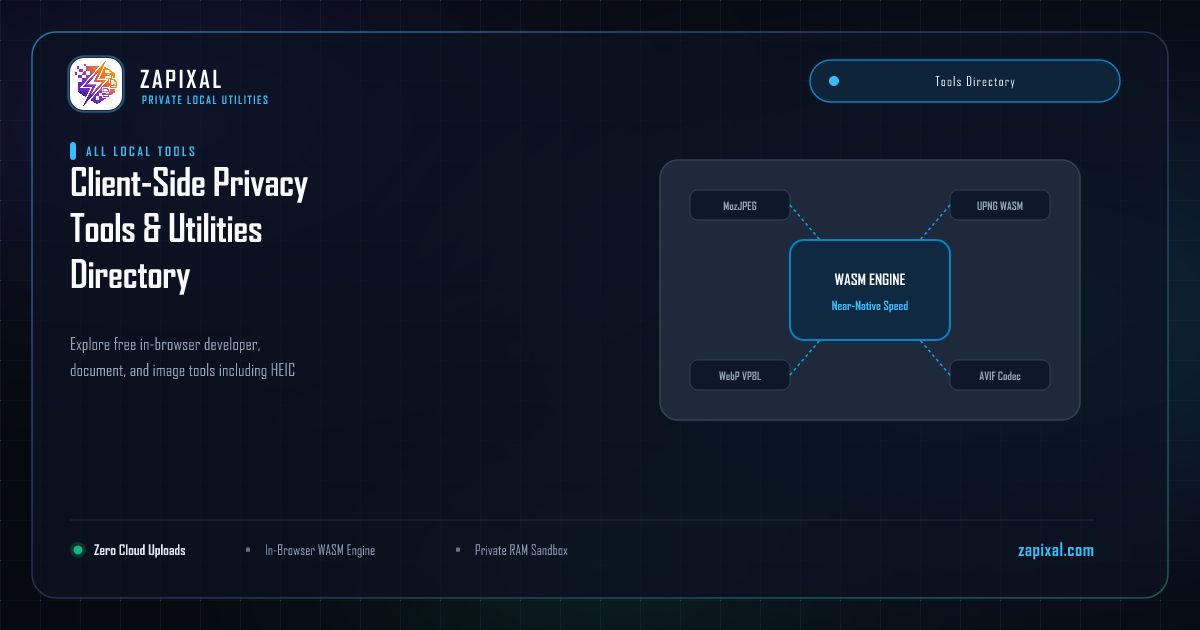 ZAPIXAL
PRIVATE LOCAL UTILITIES
Tools Directory
ALL LOCAL TOOLS
Client-Side Privacy
Tools & Utilities
Directory
Explore free in-browser developer,
document, and image tools including HEIC
MozJPEG
UPNG WASM
WASM ENGINE
Near-Native Speed
WebP VP8L
AVIF Codec
Zero Cloud Uploads
In-Browser WASM Engine
Private RAM Sandbox
zapixal.com